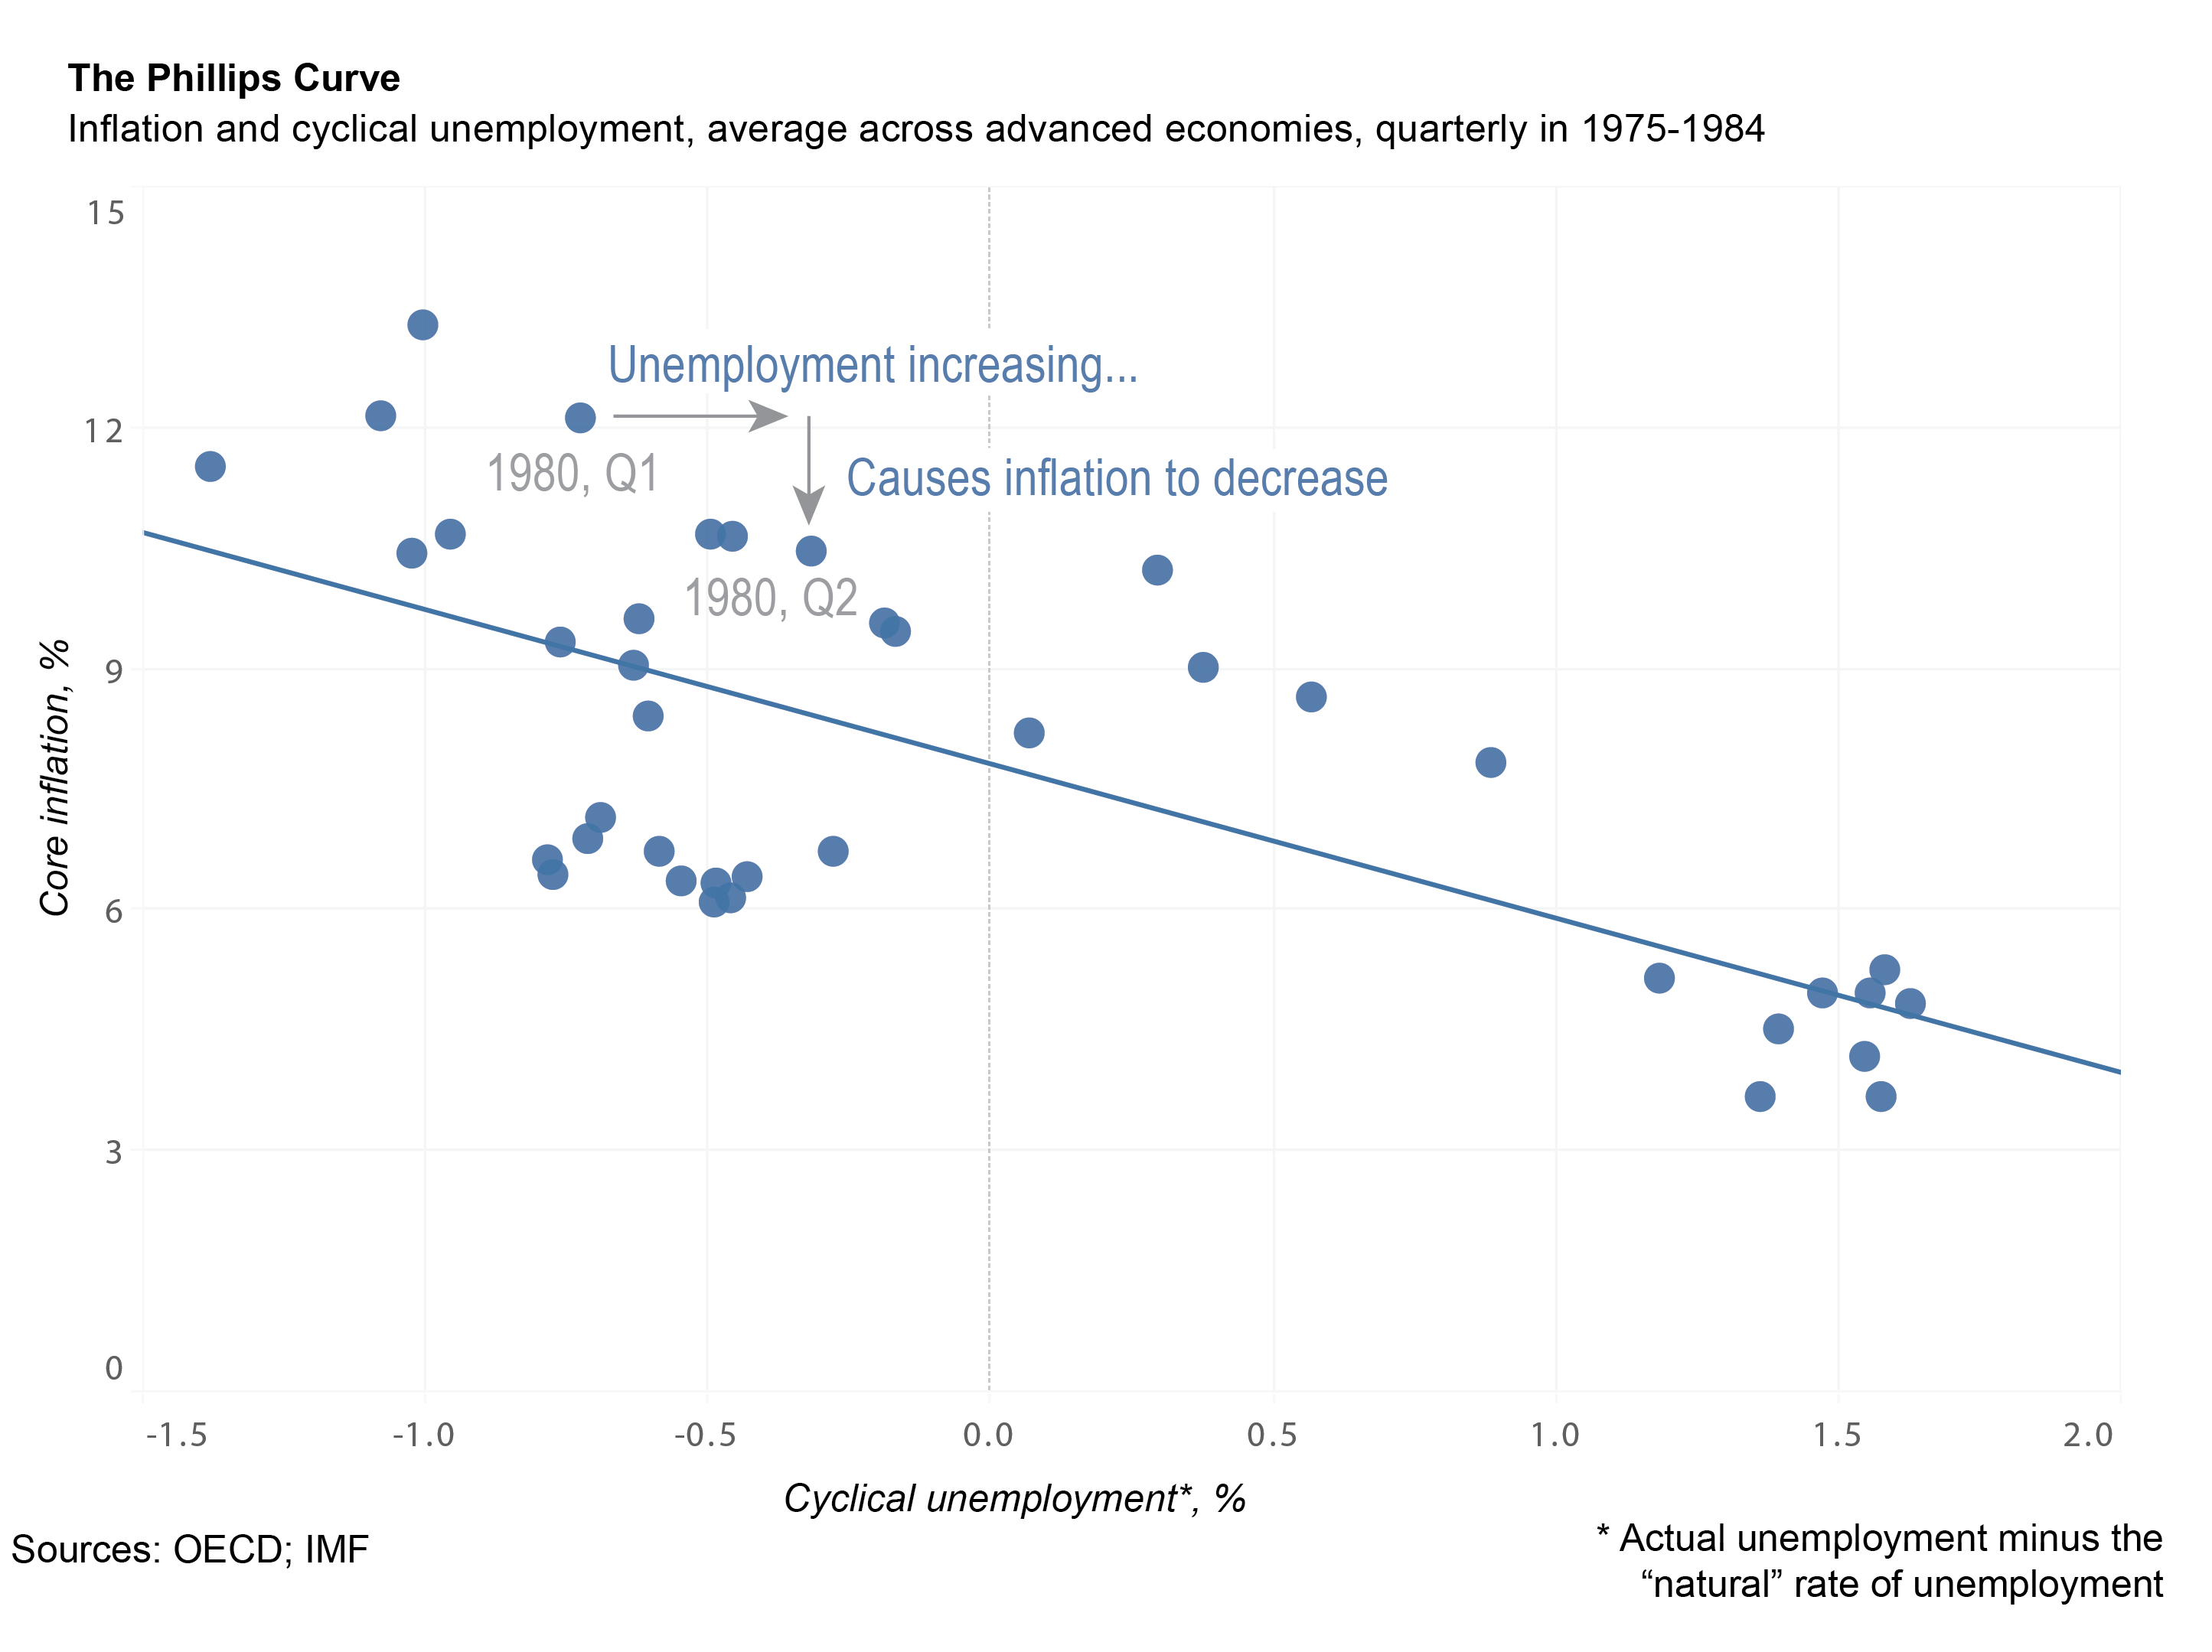 The Phillips Curve
Inflation and cyclical unemployment, average across advanced economies, quarterly in 1975-1984
15
Unemployment increasing...
12
1980, Q1
Causes inflation to decrease
1980, Q2
9
Core inflation, %
6
3
0
-1.5 -1.0 -0.5 0.0 0.5 1.0 1.5 2.0
Cyclical unemployment*, %
Sources: OECD; IMF
* Actual unemployment minus the
“natural” rate of unemployment